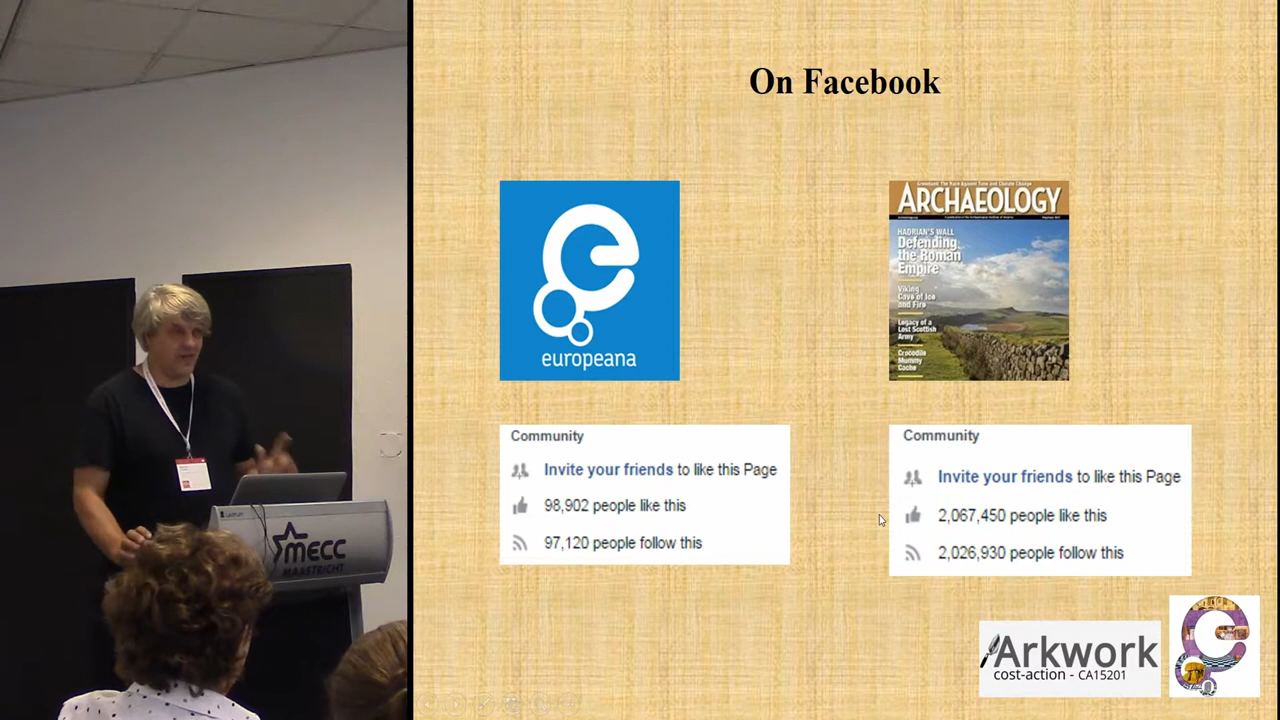 On Facebook
europeana
ARCHAEOLOGY
HADRIAN'S WALL
Defending
the Roman
Empire
Viking
Cave of Ice
and Fire
Legacy of a
Lost Scottish
Army
Crocodile
Mummy
Cache
Community
Invite your friends to like this Page
98,902 people like this
97,120 people follow this
Community
Invite your friends to like this Page
2,067,450 people like this
2,026,930 people follow this
MECC
MAASTRICHT
Arkwork
cost-action - CA15201